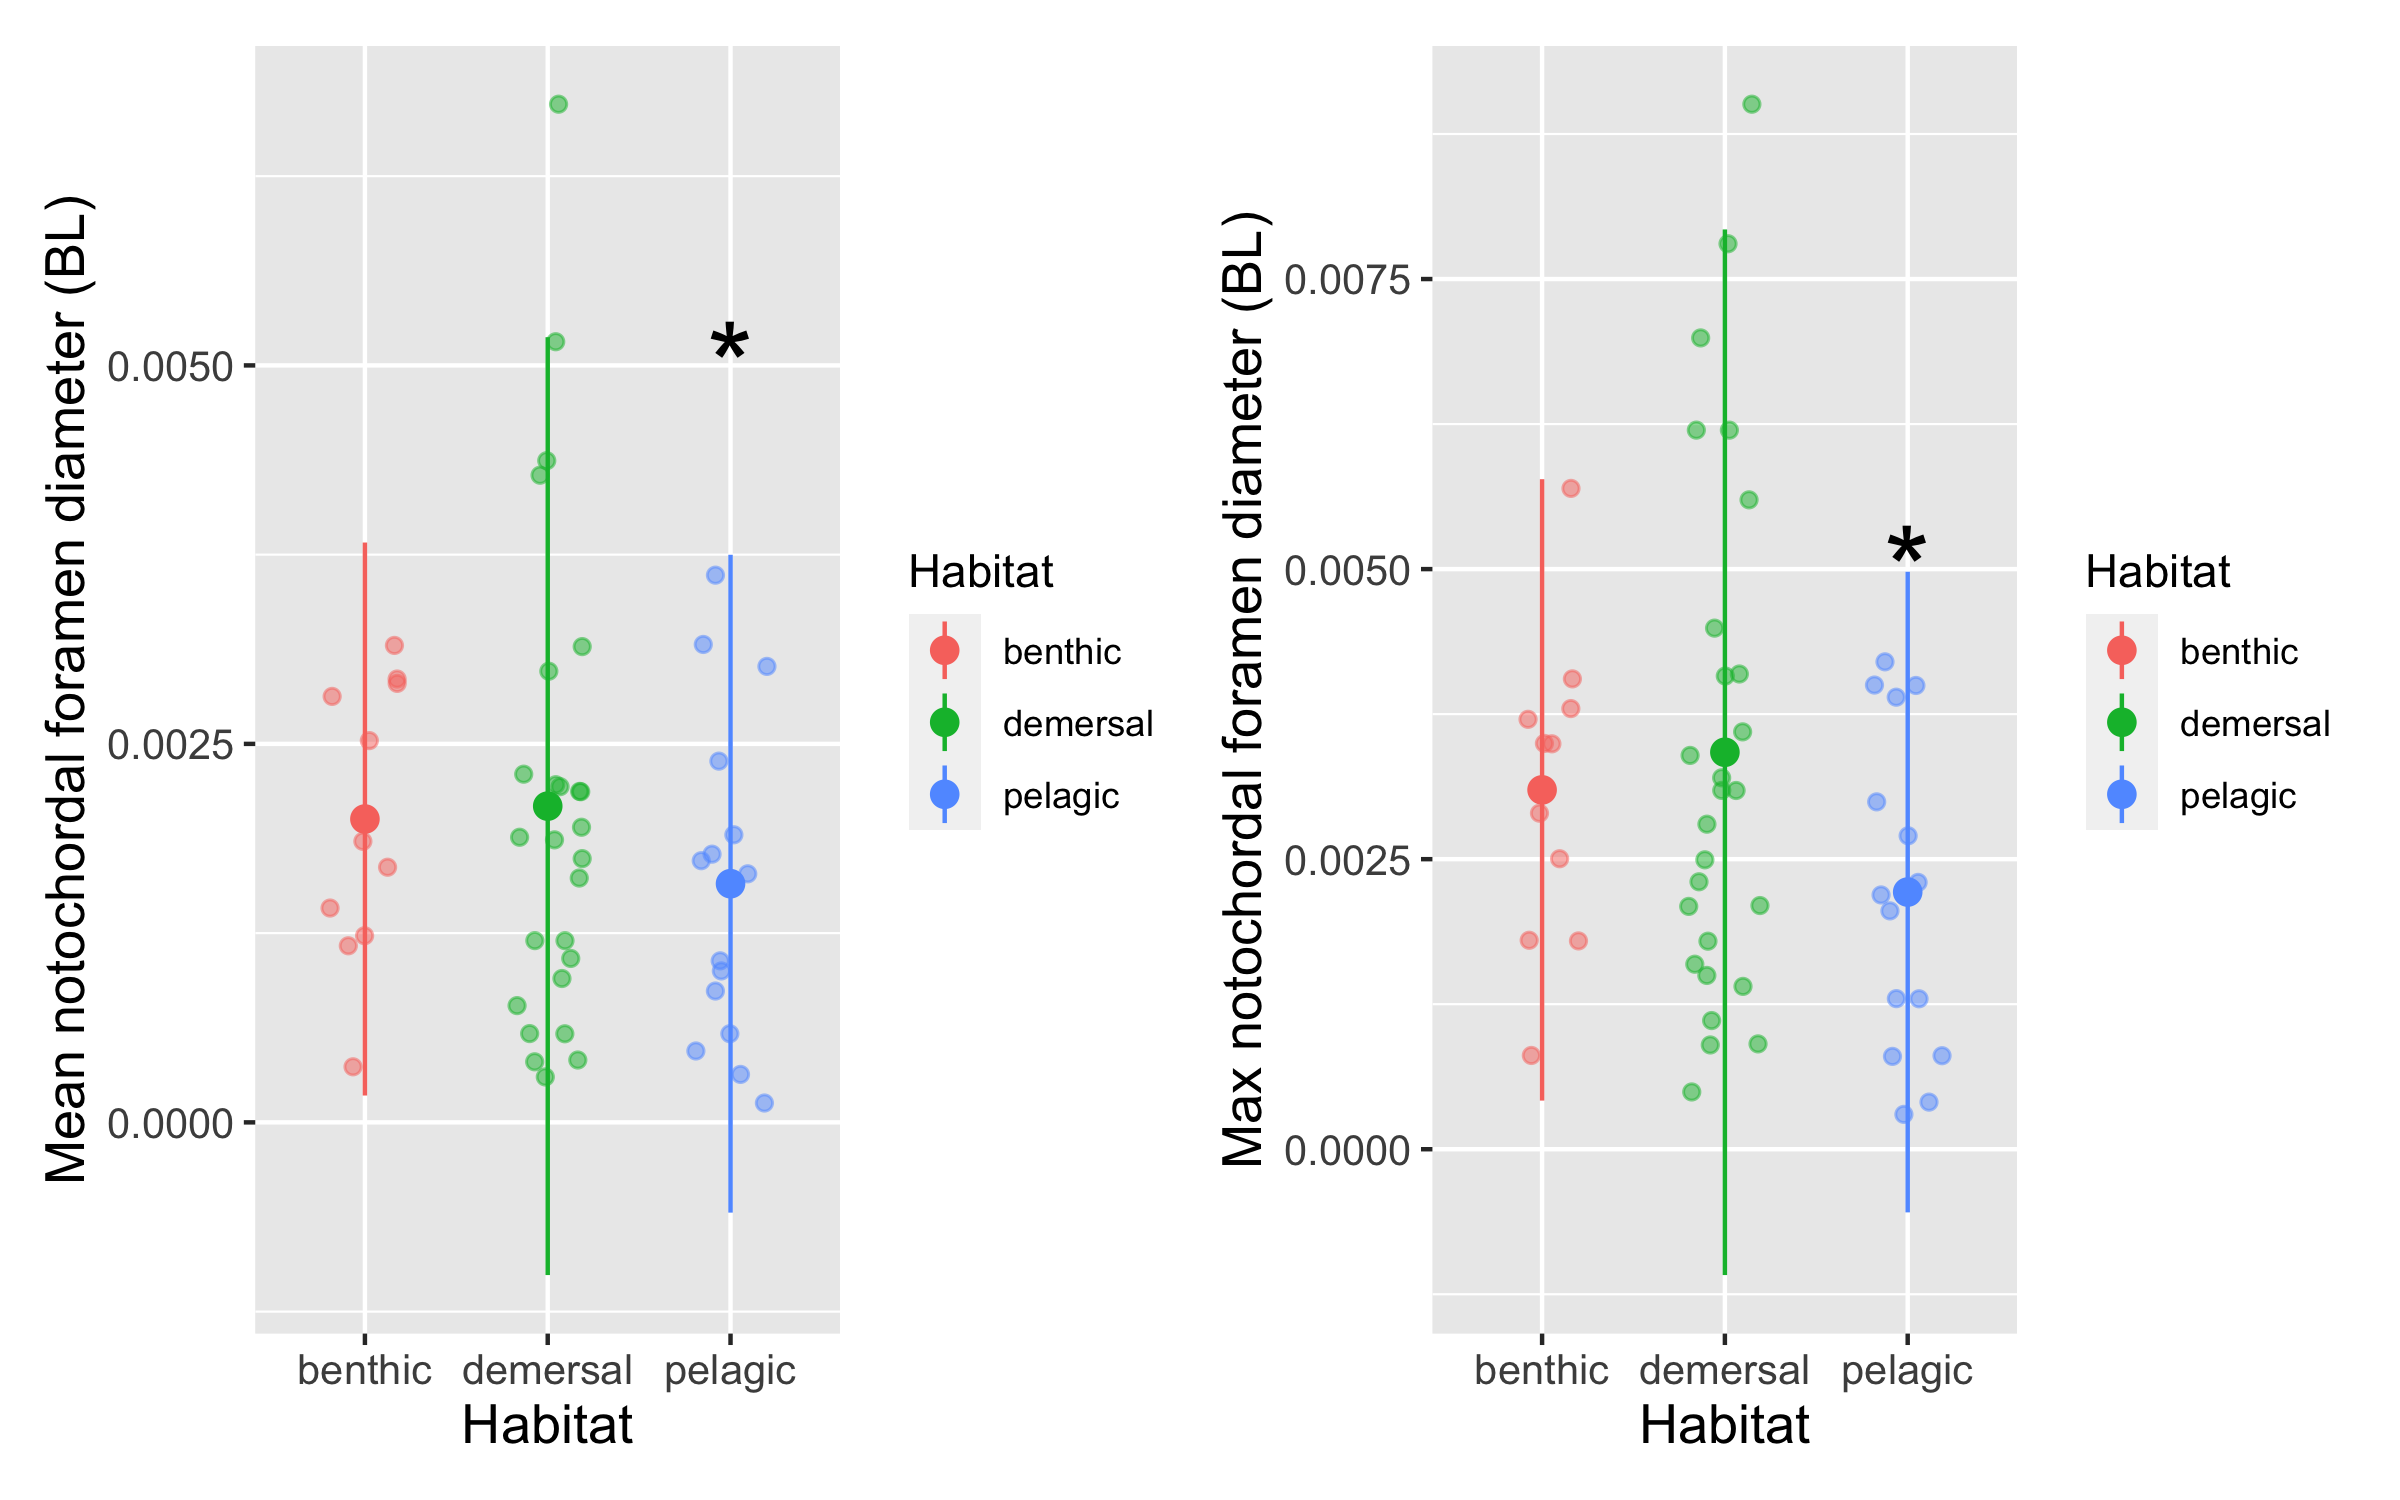 Mean notochordal foramen diameter (BL)
0.0050
0.0025
0.0000
*
benthic demersal pelagic
Habitat
Habitat
benthic
demersal
pelagic
Max notochordal foramen diameter (BL)
0.0075
0.0050
0.0025
0.0000
*
benthic demersal pelagic
Habitat
Habitat
benthic
demersal
pelagic